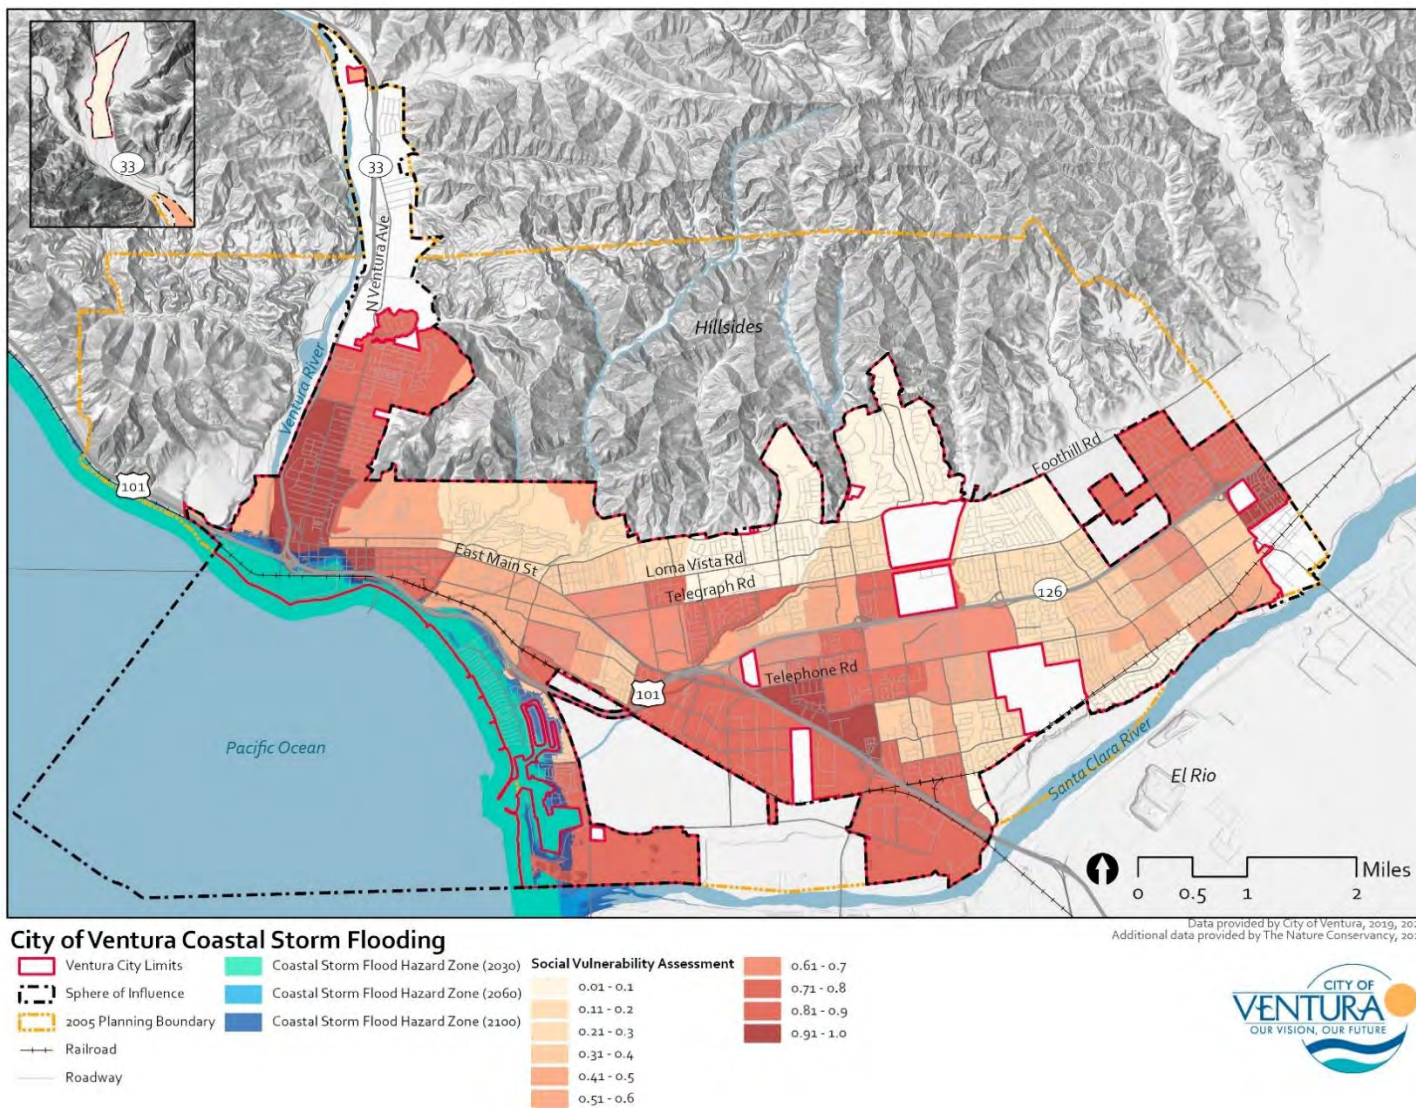 33
33
N Ventura Ave
Ventura River
Hillsides
101
Foothill Rd
East Main St
Loma Vista Rd
Telegraph Rd
126
Telephone Rd
101
Pacific Ocean
Santa Clara River
El Rio
0 0.5 1 2 Miles
Data provided by City of Ventura, 2019,
Additional data provided by The Nature Conservancy,
City of Ventura Coastal Storm Flooding
Ventura City Limits
Sphere of Influence
2005 Planning Boundary
Railroad
Roadway
Coastal Storm Flood Hazard Zone (2030)
Coastal Storm Flood Hazard Zone (2060)
Coastal Storm Flood Hazard Zone (2100)
Social Vulnerability Assessment
0.01 - 0.1
0.11 - 0.2
0.21 - 0.3
0.31 - 0.4
0.41 - 0.5
0.51 - 0.6
0.61 - 0.7
0.71 - 0.8
0.81 - 0.9
0.91 - 1.0
CITY OF
VENTURA
OUR VISION, OUR FUTURE